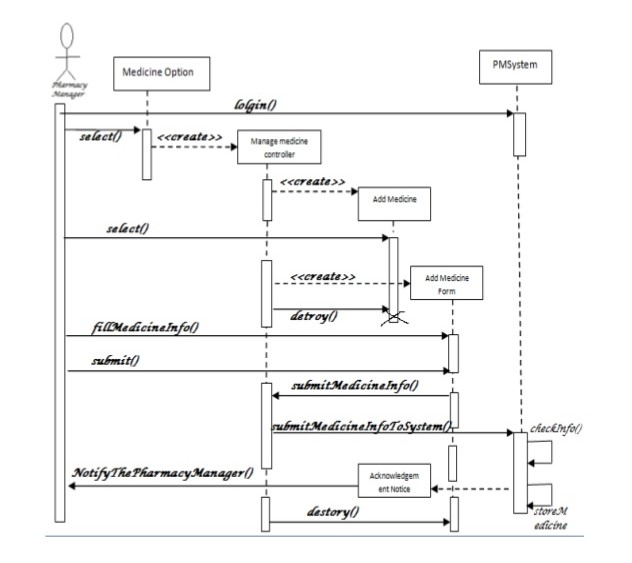 Pharmacy
Manager
Medicine Option
PMSystem
lolgin()
select()
<<create>>
Manage medicine
controller
<<create>>
Add Medicine
select()
<<create>>
Add Medicine
Form
detroy()
fillMedicineInfo()
submit()
submitMedicineInfo()
submitMedicineInfoToSystem()
checkInfo()
NotifyThePharmacyManager()
Acknowledgem
ent Notice
storeM
edicine
destory()